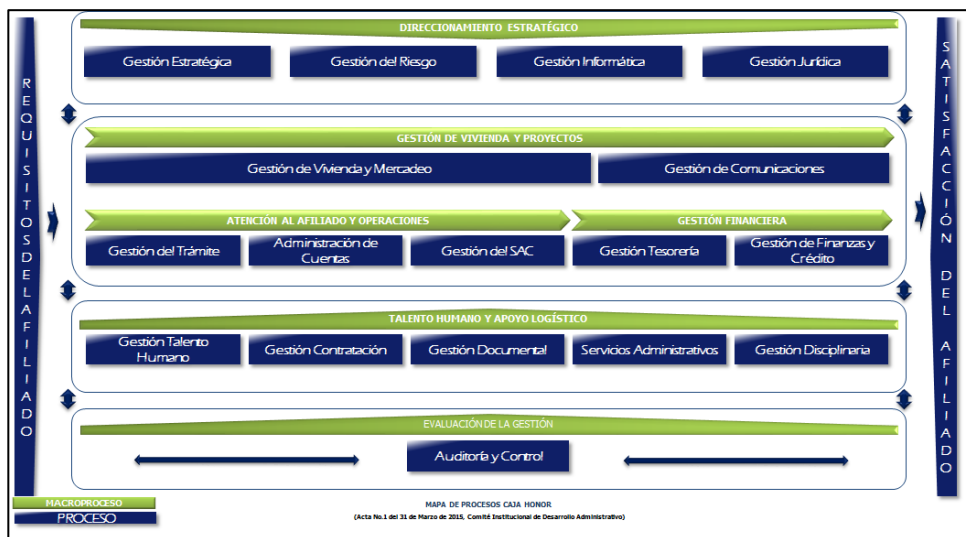 REQUISITOS DEL AFILIADO
DIRECCIONAMIENTO ESTRATÉGICO
Gestión Estratégica
Gestión del Riesgo
Gestión Informática
Gestión Jurídica
GESTIÓN DE VIVIENDA Y PROYECTOS
Gestión de Vivienda y Mercadeo
Gestión de Comunicaciones
ATENCIÓN AL AFILIADO Y OPERACIONES
GESTIÓN FINANCIERA
Gestión del Trámite
Administración de
Cuentas
Gestión del SAC
Gestión Tesorería
Gestión de Finanzas y
Crédito
TALENTO HUMANO Y APOYO LOGÍSTICO
Gestión Talento
Humano
Gestión Contratación
Gestión Documental
Servicios Administrativos
Gestión Disciplinaria
EVALUACIÓN DE LA GESTIÓN
Auditoría y Control
SATISFACCIÓN DEL AFILIADO
MACROPROCESO
PROCESO
MAPA DE PROCESOS CAJA HONOR
(Acta No.1 del 31 de Marzo de 2015, Comité Institucional de Desarrollo Administrativo)